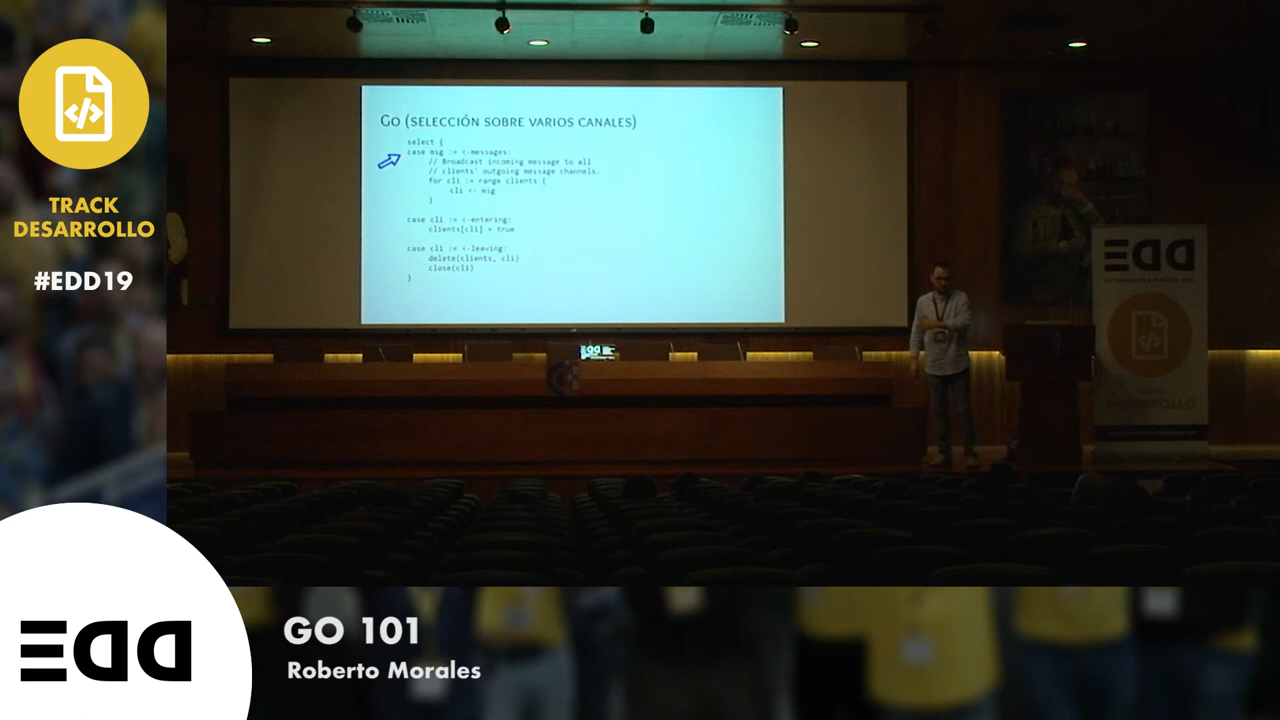 TRACK
DESARROLLO
#EDD19
GO (SELECCIÓN SOBRE VARIOS CANALES)
select {
case msg := <-messages:
// Broadcast incoming message to all
// clients' outgoing message channels.
for cli := range clients {
cli <- msg
}
case cli := <-entering:
clients[cli] = true
case cli := <-leaving:
delete(clients, cli)
close(cli)
}
EDD
DESARROLLO
EDD
GO 101
Roberto Morales